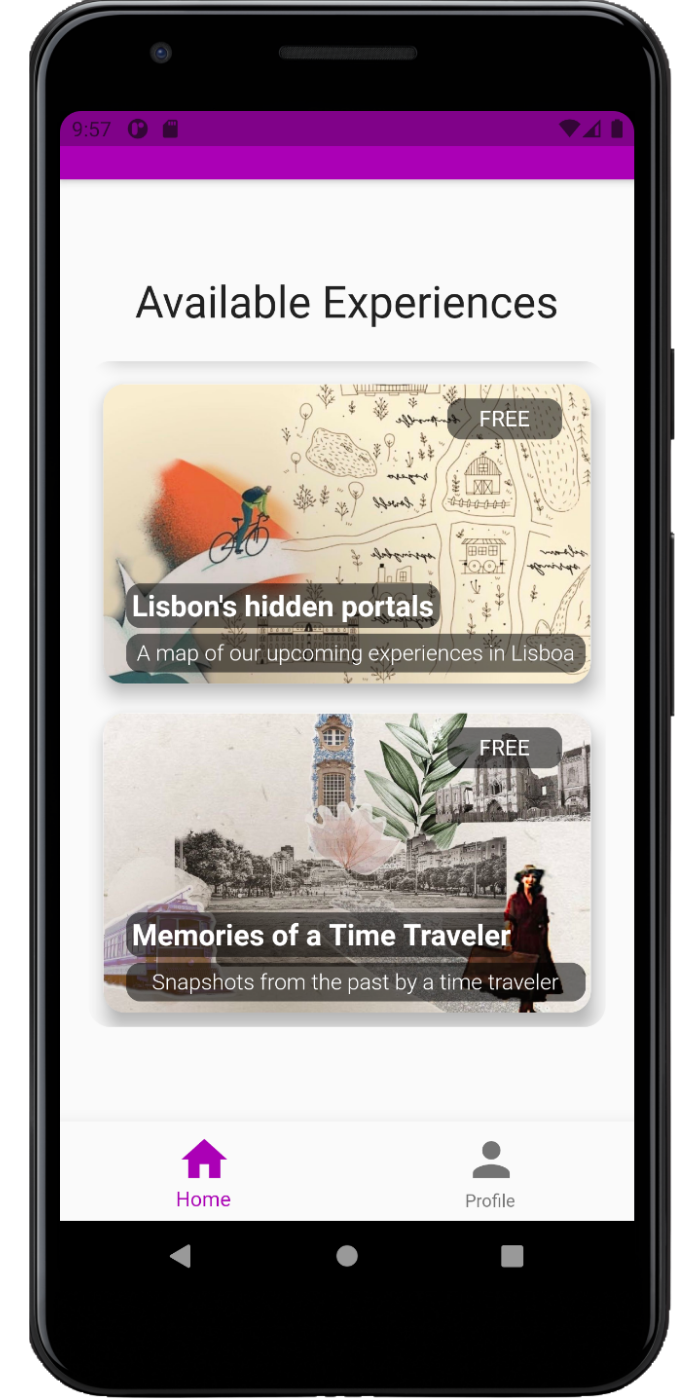 9:57
Available Experiences
FREE
Lisbon's hidden portals
A map of our upcoming experiences in Lisboa
FREE
Memories of a Time Traveler
Snapshots from the past by a time traveler
Home
Profile